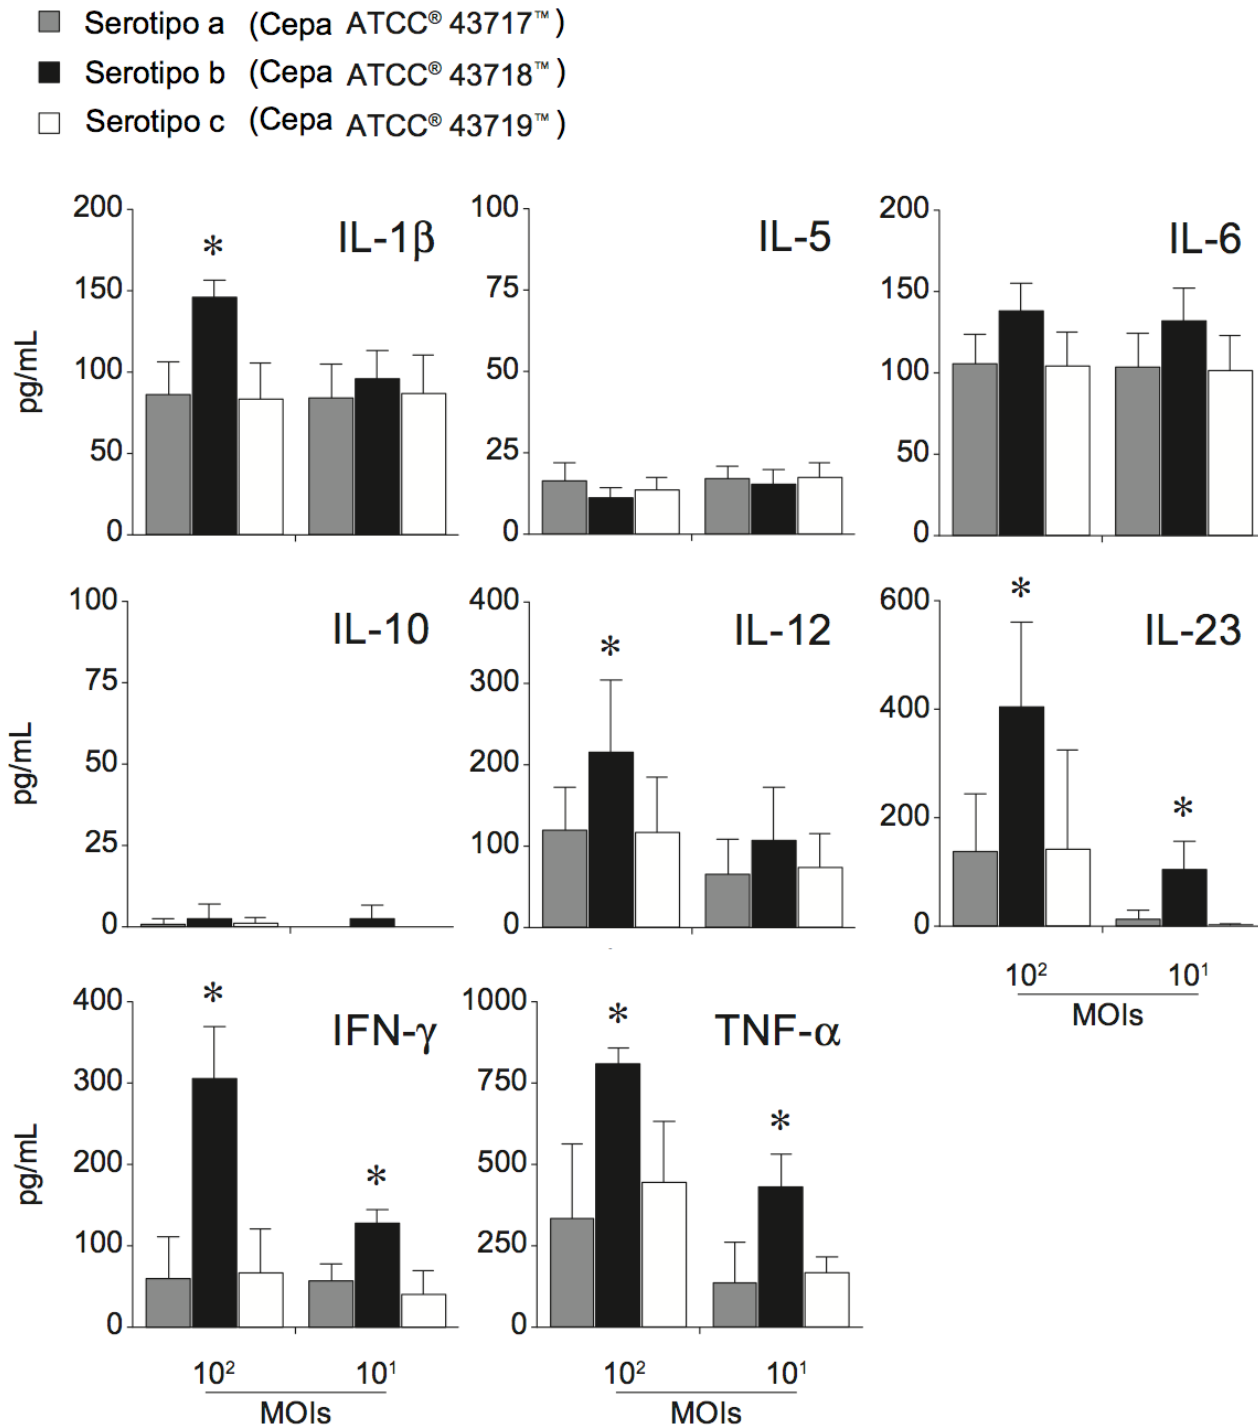 Serotipo a (Cepa ATCC® 43717™)
Serotipo b (Cepa ATCC® 43718™)
Serotipo c (Cepa ATCC® 43719™)
200
150
100
50
0
pg/mL
*
IL-1β
100
75
50
25
0
IL-5
200
150
100
50
0
IL-6
100
75
50
25
0
pg/mL
IL-10
400
300
200
100
0
*
IL-12
600
400
200
0
*
*
IL-23
10² 10¹
MOIs
400
300
200
100
0
pg/mL
*
*
IFN-γ
10² 10¹
MOIs
1000
750
500
250
0
*
*
TNF-α
10² 10¹
MOIs